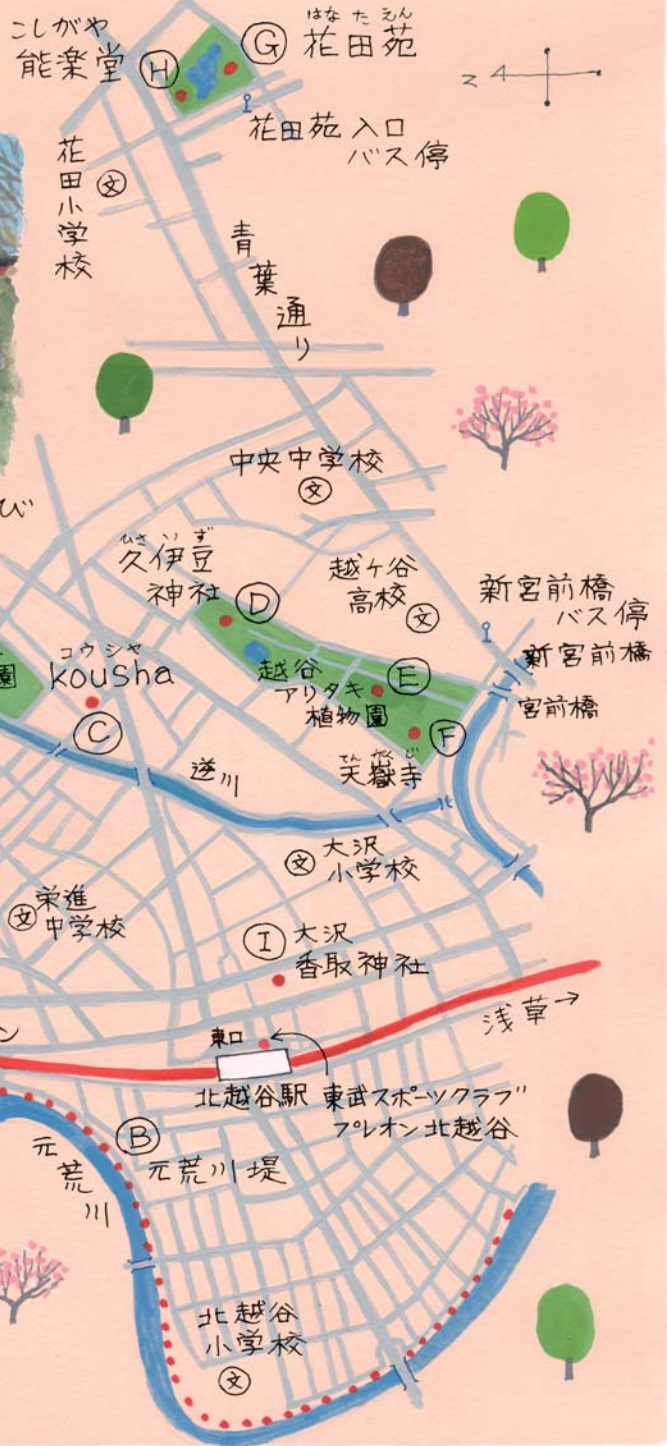 こしがや
能楽堂
H
G
はなたえん
花田苑
N
花田苑入口
バス停
花田小学校
文
青葉通り
び
中央中学校
文
ひさいず
久伊豆
神社
D
越ヶ谷
高校
文
新宮前橋
バス停
新宮前橋
宮前橋
園
コウシャ
kousha
C
越谷
アリタキ
植物園
E
F
てんがくじ
天嶽寺
逆川
文
大沢
小学校
文
栄進
中学校
I
大沢
香取神社
ン
東口
浅草→
北越谷駅
東武スポーツクラブ
プレオン北越谷
B
元荒川堤
元荒川
北越谷
小学校
文